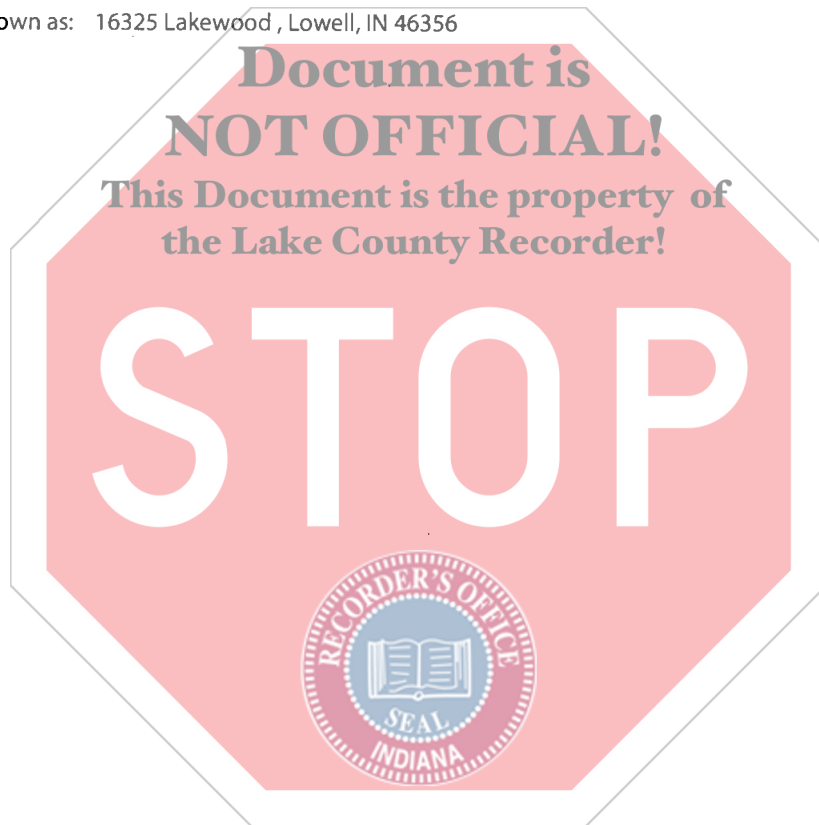 own as: 16325 Lakewood , Lowell, IN 46356
Document is
NOT OFFICIAL!
This Document is the property of
the Lake County Recorder!
STOP
RECORDER'S OFFICE
SEAL
INDIANA